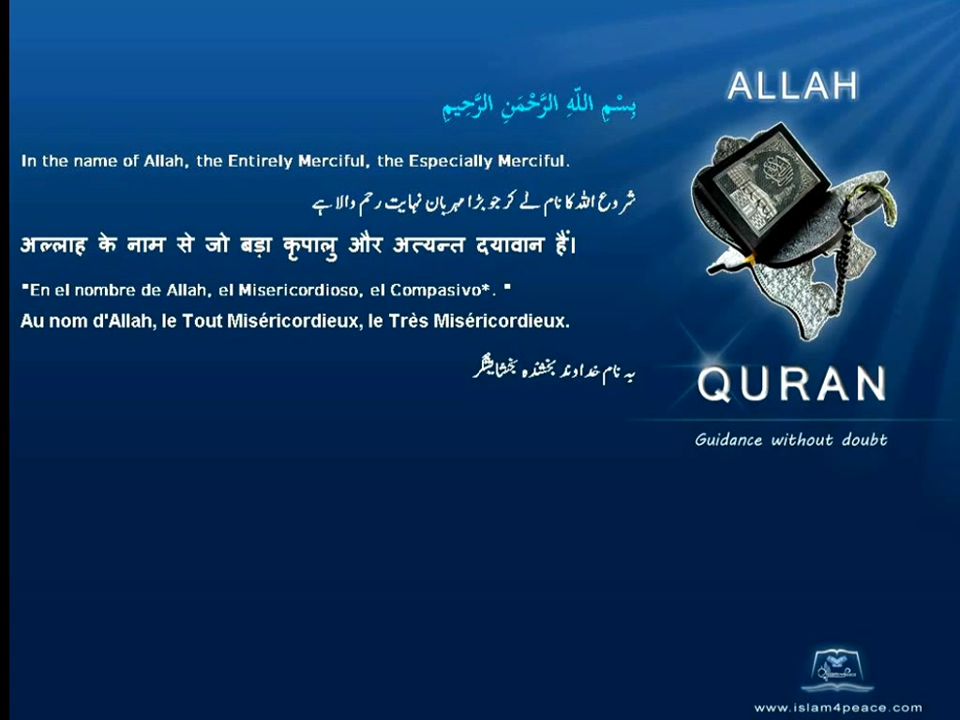 بِسْمِ اللّهِ الرَّحْمَنِ الرَّحِيمِ
In the name of Allah, the Entirely Merciful, the Especially Merciful.
شروع الله کا نام لے کر جو بڑا مہربان نہایت رحم والا ہے
अल्लाह के नाम से जो बड़ा कृपालु और अत्यन्त दयावान हैं।
"En el nombre de Allah, el Misericordioso, el Compasivo*. "
Au nom d'Allah, le Tout Miséricordieux, le Très Miséricordieux.
به نام خداوند بخشنده بخشایشگر
ALLAH
QURAN
Guidance without doubt
www.islam4peace.com